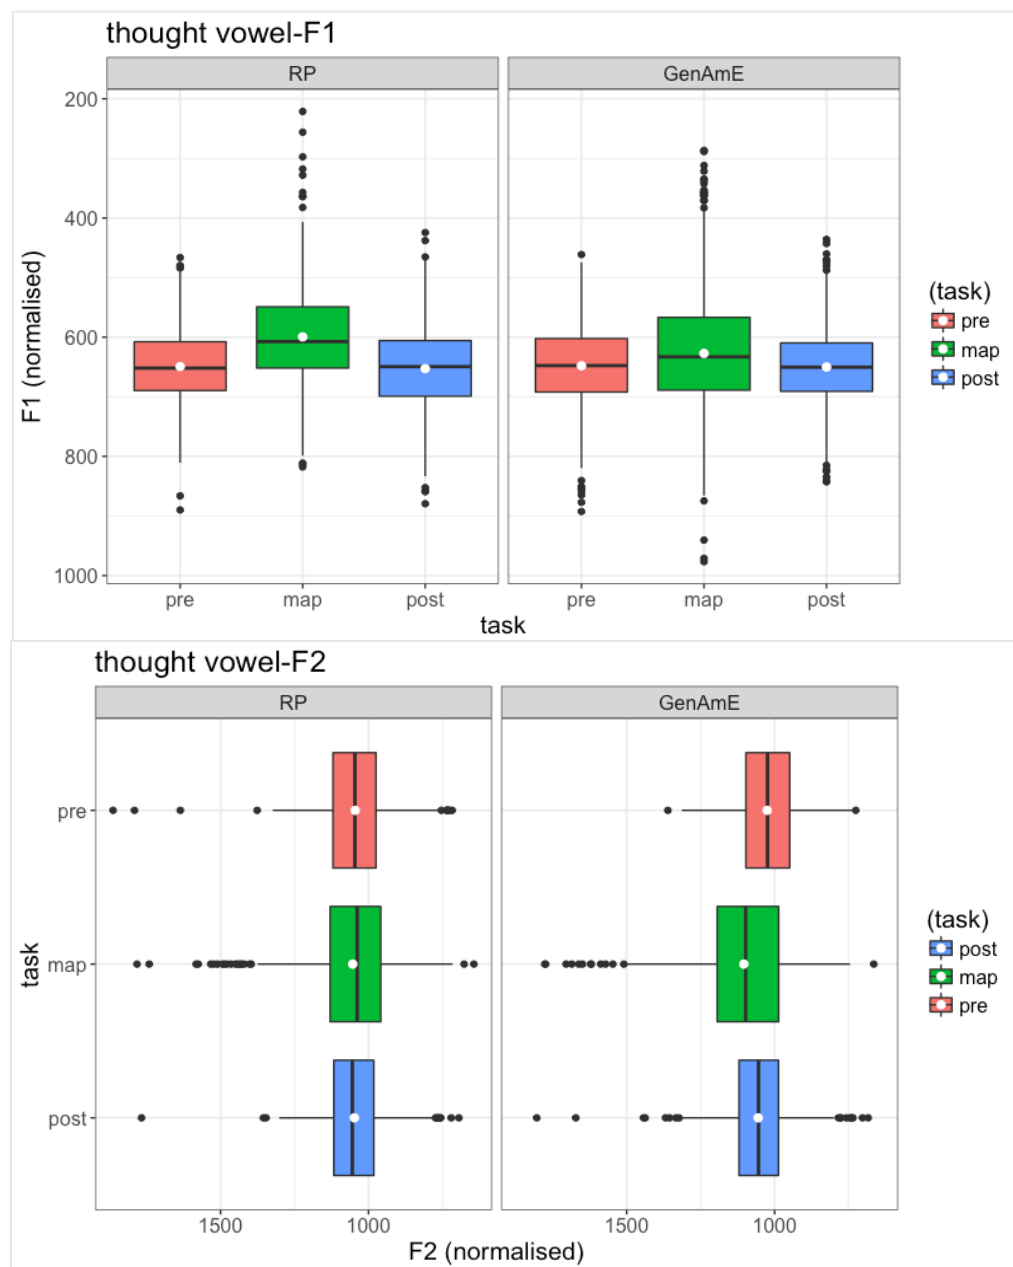 thought vowel-F1
RP GenAmE
200
400
600
800
1000
F1 (normalised)
pre map post pre map post
task
(task)
pre
map
post
thought vowel-F2
RP GenAmE
pre
map
post
task
1500 1000 1500 1000
F2 (normalised)
(task)
post
map
pre